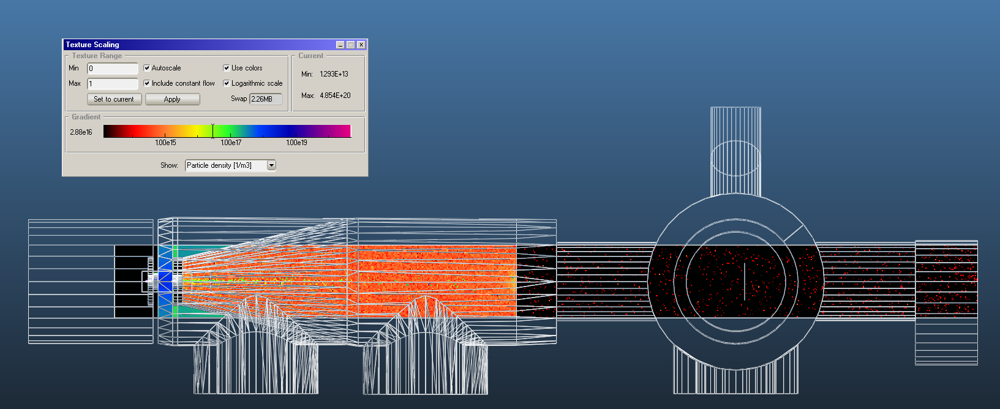 Texture Scaling
Texture Range
Min 0 Autoscale Use colors
Max 1 Include constant flow Logarithmic scale
Set to current Apply Swap 2.26MB
Current
Min: 1.293E+13
Max: 4.854E+20
Gradient
2.88e16
1.00e15 1.00e17 1.00e19
Show: Particle density [1/m3]